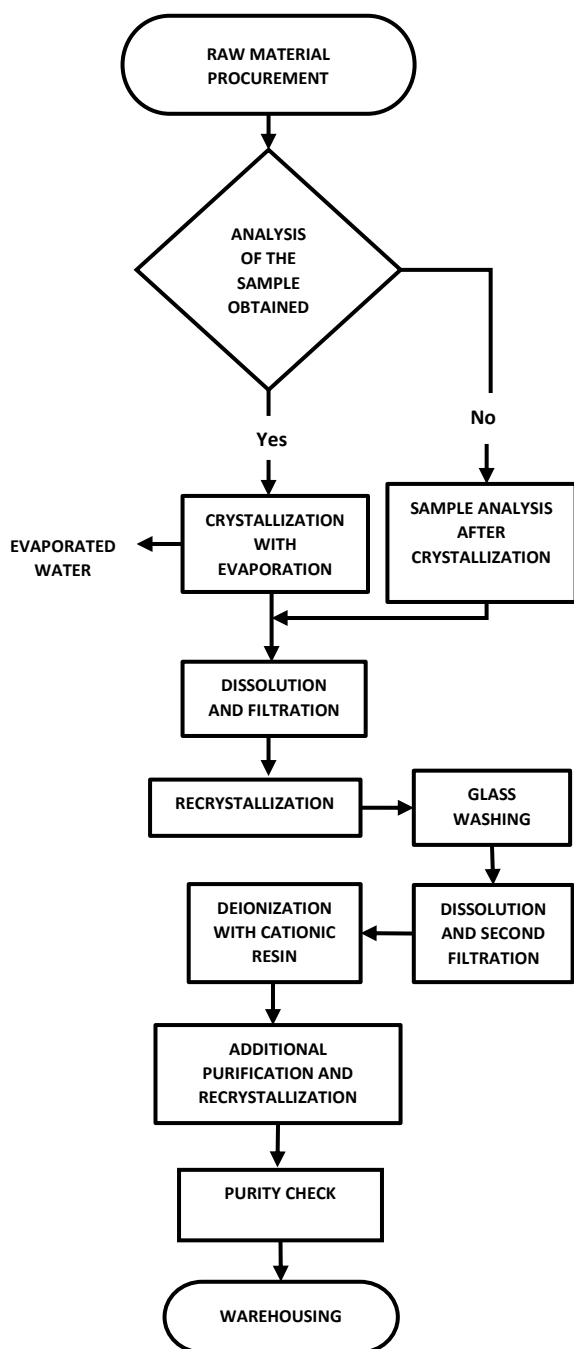 RAW MATERIAL
PROCUREMENT
ANALYSIS
OF THE
SAMPLE
OBTAINED
Yes
No
CRYSTALLIZATION
WITH
EVAPORATION
EVAPORATED
WATER
SAMPLE ANALYSIS
AFTER
CRYSTALLIZATION
DISSOLUTION
AND FILTRATION
RECRYSTALLIZATION
GLASS
WASHING
DISSOLUTION
AND SECOND
FILTRATION
DEIONIZATION
WITH CATIONIC
RESIN
ADDITIONAL
PURIFICATION AND
RECRYSTALLIZATION
PURITY CHECK
WAREHOUSING